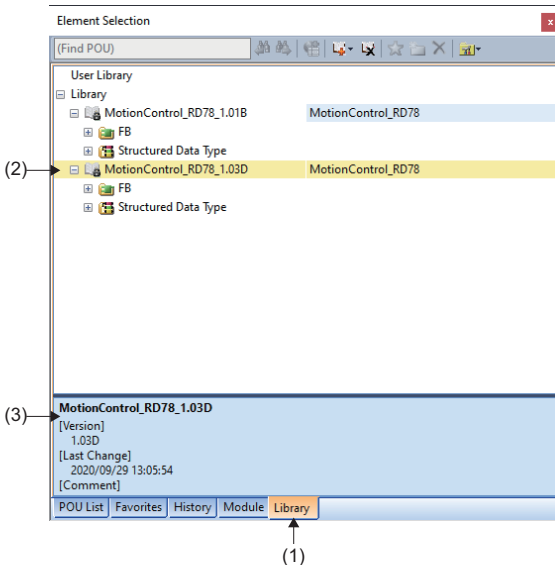 Element Selection
x
(Find POU)
User Library
Library
MotionControl_RD78_1.01B MotionControl_RD78
FB
Structured Data Type
(2)
MotionControl_RD78_1.03D MotionControl_RD78
FB
Structured Data Type
(3)
MotionControl_RD78_1.03D
[Version]
1.03D
[Last Change]
2020/09/29 13:05:54
[Comment]
POU List Favorites History Module Library
(1)